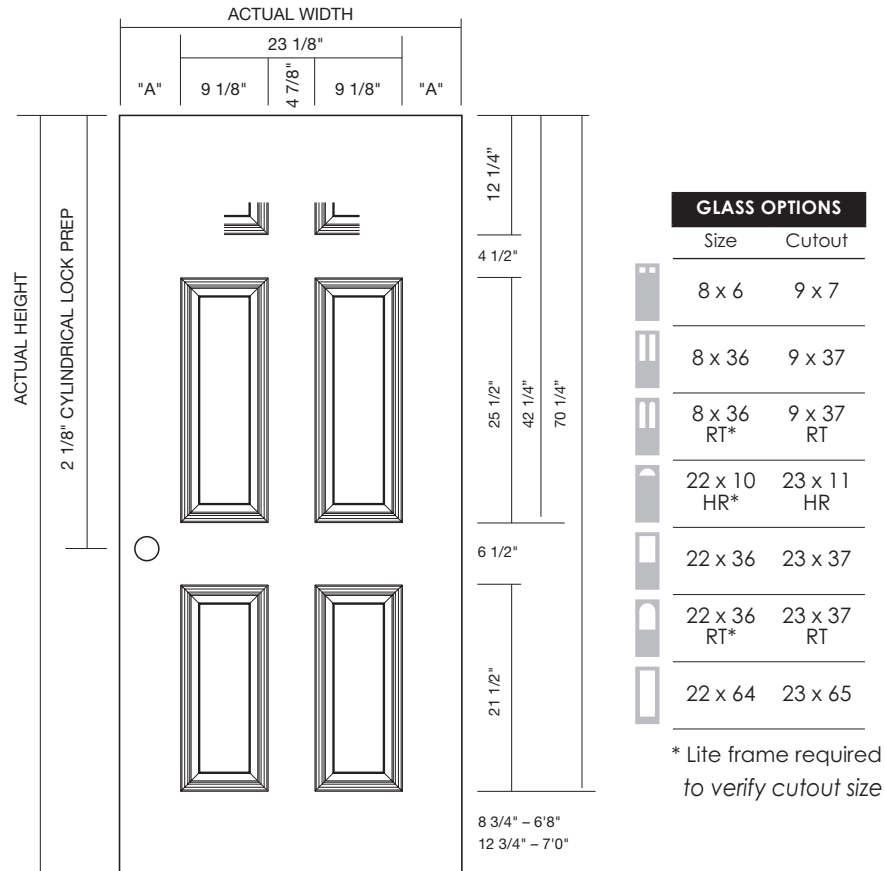 ACTUAL WIDTH
23 1/8"
"A"
9 1/8"
4 7/8"
9 1/8"
"A"
ACTUAL HEIGHT
2 1/8" CYLINDRICAL LOCK PREP
12 1/4”
4 1/2"
25 1/2"
42 1/4”
70 1/4”
6 1/2"
21 1/2"
8 3/4" – 6'8"
12 3/4" – 7'0"
GLASS OPTIONS
Size Cutout
8 x 6 9 x 7
8 x 36 9 x 37
8 x 36 9 x 37
RT* RT
22 x 10 23 x 11
HR* HR
22 x 36 23 x 37
22 x 36 23 x 37
RT* RT
22 x 64 23 x 65
* Lite frame required
to verify cutout size